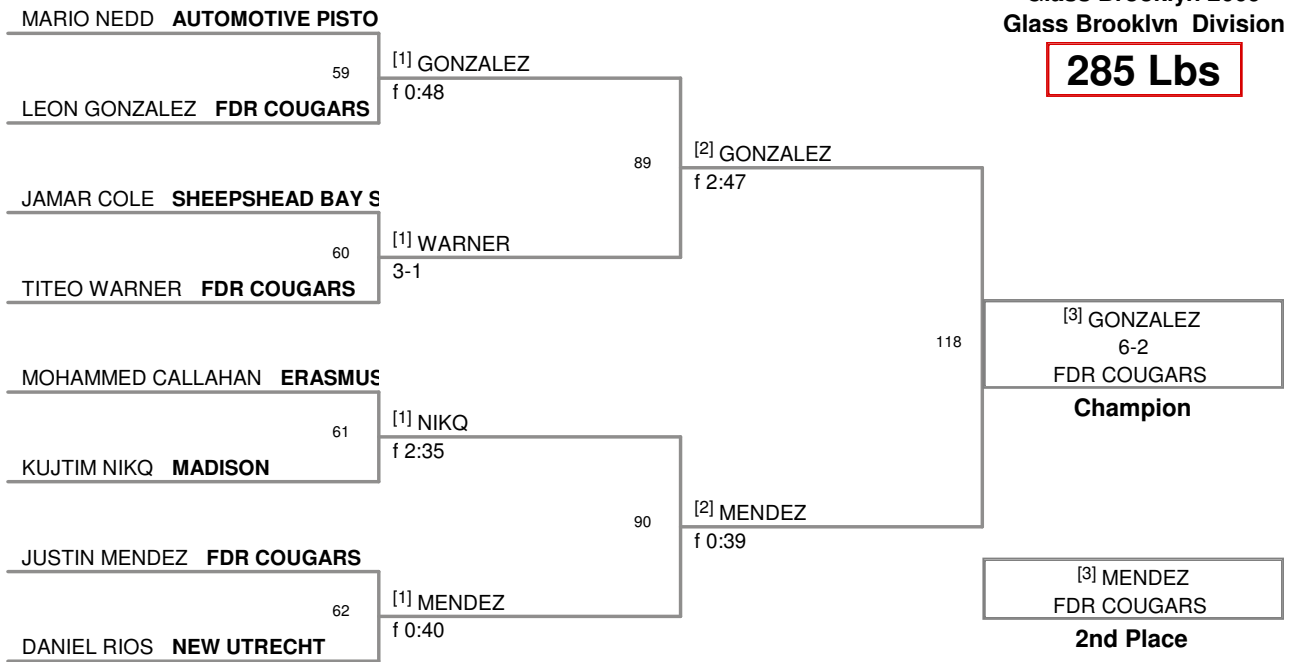 Glass Brooklyn Division
285 Lbs
MARIO NEDD AUTOMOTIVE PISTO
59
LEON GONZALEZ FDR COUGARS
[1] GONZALEZ
f 0:48
JAMAR COLE SHEEPSHEAD BAY S
60
TITEO WARNER FDR COUGARS
[1] WARNER
3-1
89
[2] GONZALEZ
f 2:47
MOHAMMED CALLAHAN ERASMUS
61
KUJTIM NIKQ MADISON
[1] NIKQ
f 2:35
JUSTIN MENDEZ FDR COUGARS
62
DANIEL RIOS NEW UTRECHT
[1] MENDEZ
f 0:40
90
[2] MENDEZ
f 0:39
118
[3] GONZALEZ
6-2
FDR COUGARS
Champion
[3] MENDEZ
FDR COUGARS
2nd Place